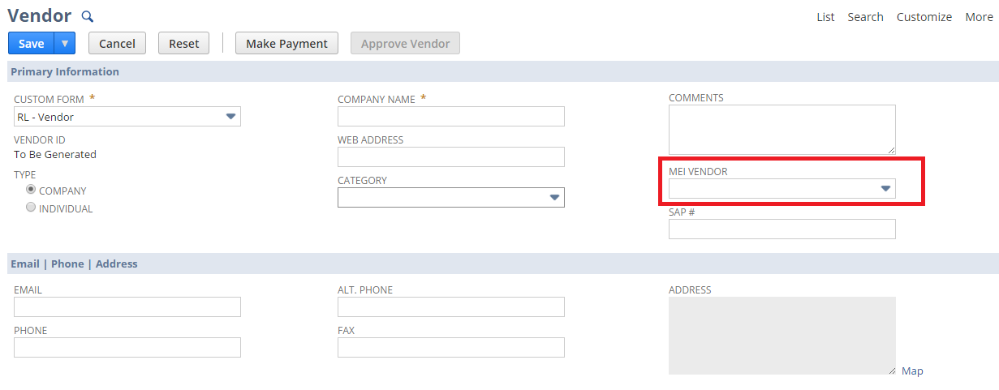 Vendor
List Search Customize More
Save Cancel Reset Make Payment Approve Vendor
Primary Information
CUSTOM FORM *
RL - Vendor
VENDOR ID
To Be Generated
TYPE
COMPANY
INDIVIDUAL
COMPANY NAME *
WEB ADDRESS
CATEGORY
COMMENTS
MEI VENDOR
SAP #
Email | Phone | Address
EMAIL
PHONE
ALT. PHONE
FAX
ADDRESS
Map